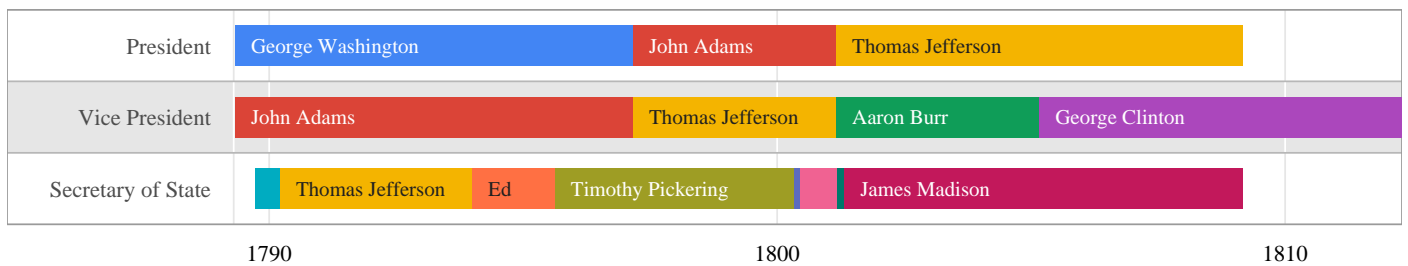 President
George Washington
John Adams
Thomas Jefferson
Vice President
John Adams
Thomas Jefferson
Aaron Burr
George Clinton
Secretary of State
Thomas Jefferson
Ed
Timothy Pickering
James Madison
1790
1800
1810